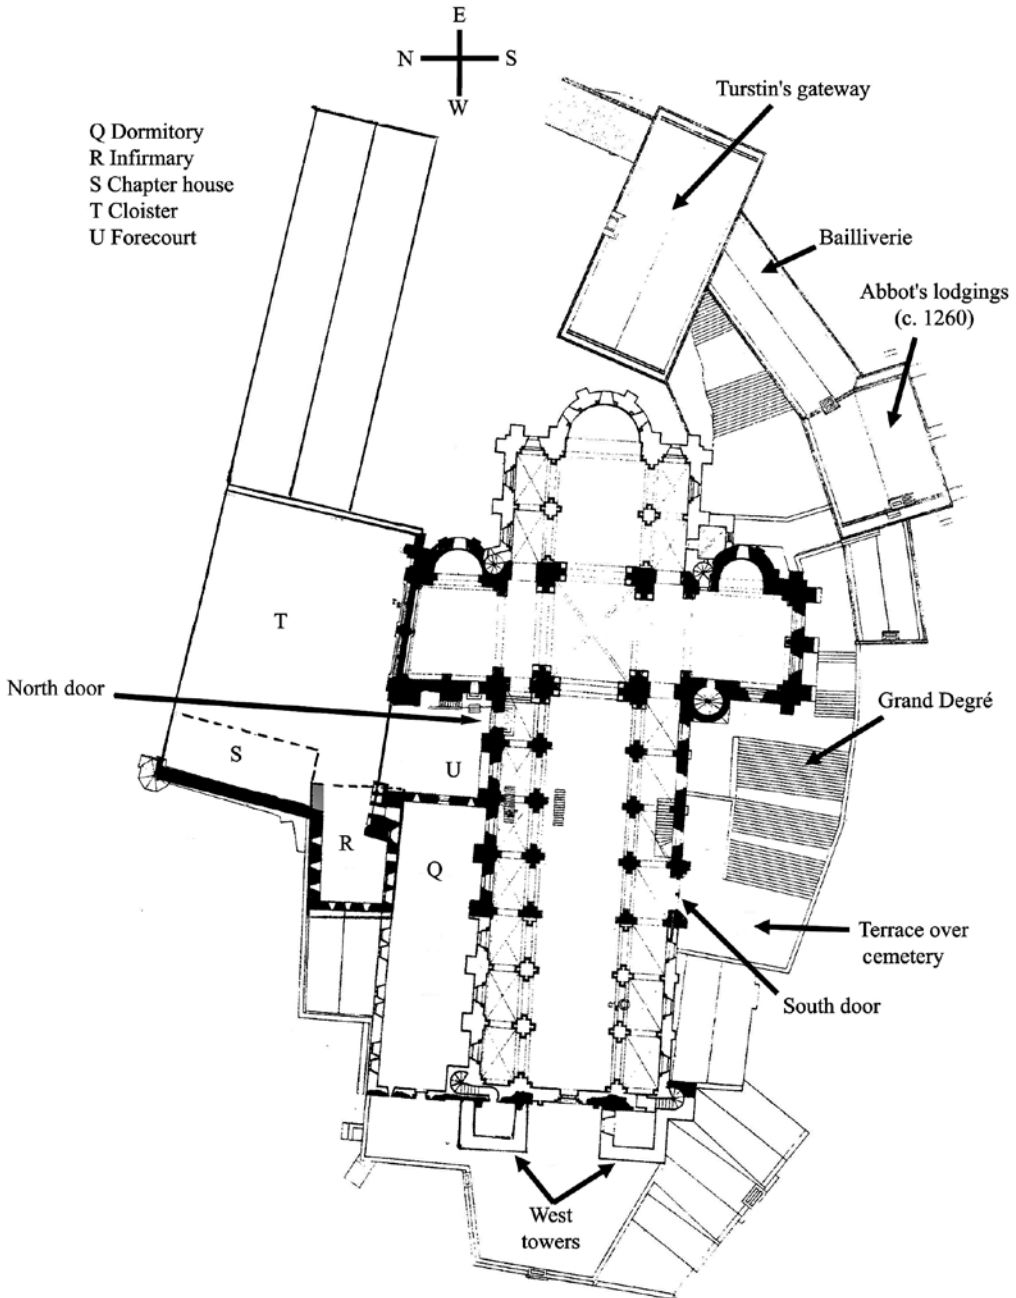 E
N S
W
Turstin's gateway
Q Dormitory
R Infirmary
S Chapter house
T Cloister
U Forecourt
Bailliverie
Abbot's lodgings
(c. 1260)
T
North door
Grand Degré
S
U
R
Q
Terrace over
cemetery
South door
West
towers